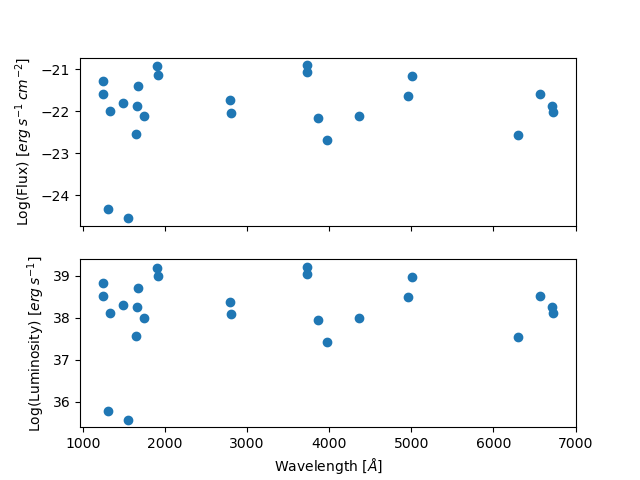 Log(Flux) [erg s⁻¹ cm⁻²]
−21
−22
−23
−24
Log(Luminosity) [erg s⁻¹]
39
38
37
36
1000 2000 3000 4000 5000 6000 7000
Wavelength [Å]